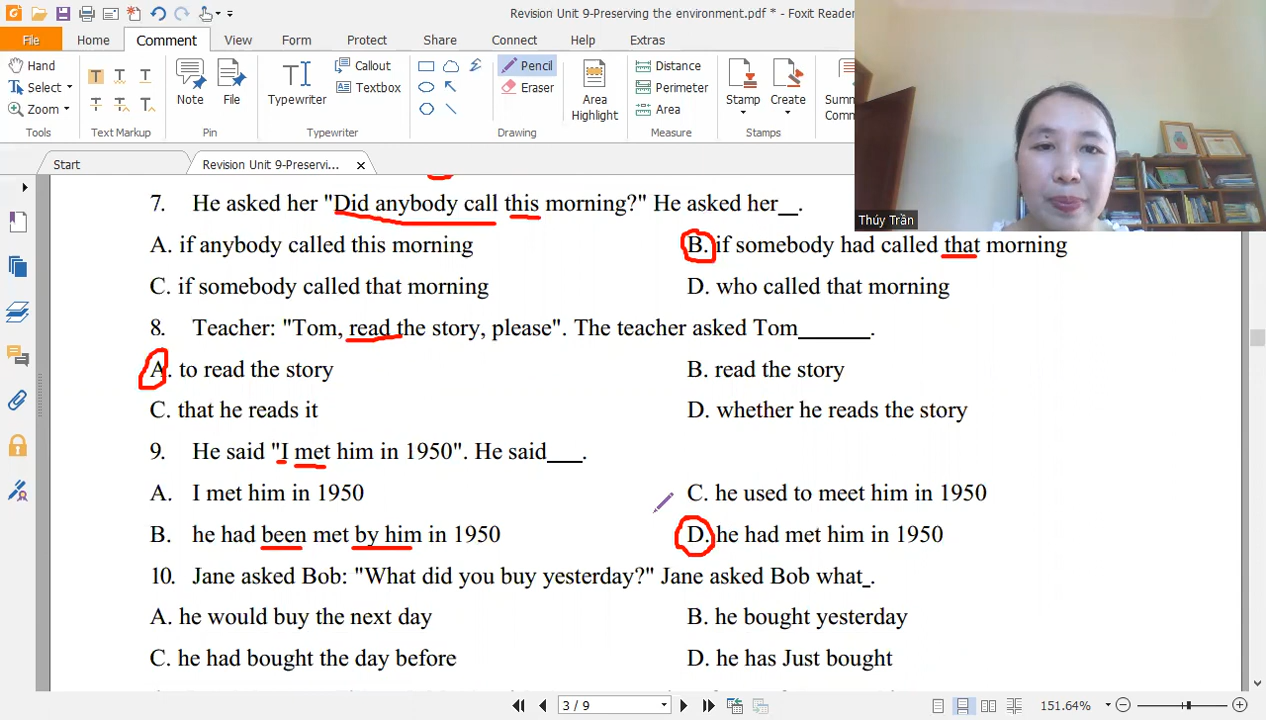 Revision Unit 9-Preserving the environment.pdf * - Foxit Reade
File Home Comment View Form Protect Share Connect Help Extras
Hand
Select
Zoom
Tools
Text Markup
Note
File
Pin
Typewriter
Callout
Textbox
Typewriter
Pencil
Eraser
Drawing
Area
Highlight
Distance
Perimeter
Area
Measure
Stamp
Create
Stamps
Summ
Comm
Start
Revision Unit 9-Preservi...
Thúy Trần
7. He asked her "Did anybody call this morning?" He asked her__.
A. if anybody called this morning B. if somebody had called that morning
C. if somebody called that morning D. who called that morning
8. Teacher: "Tom, read the story, please". The teacher asked Tom_______.
A. to read the story B. read the story
C. that he reads it D. whether he reads the story
9. He said "I met him in 1950". He said___.
A. I met him in 1950 C. he used to meet him in 1950
B. he had been met by him in 1950 D. he had met him in 1950
10. Jane asked Bob: "What did you buy yesterday?" Jane asked Bob what_.
A. he would buy the next day B. he bought yesterday
C. he had bought the day before D. he has Just bought
3 / 9
151.64%